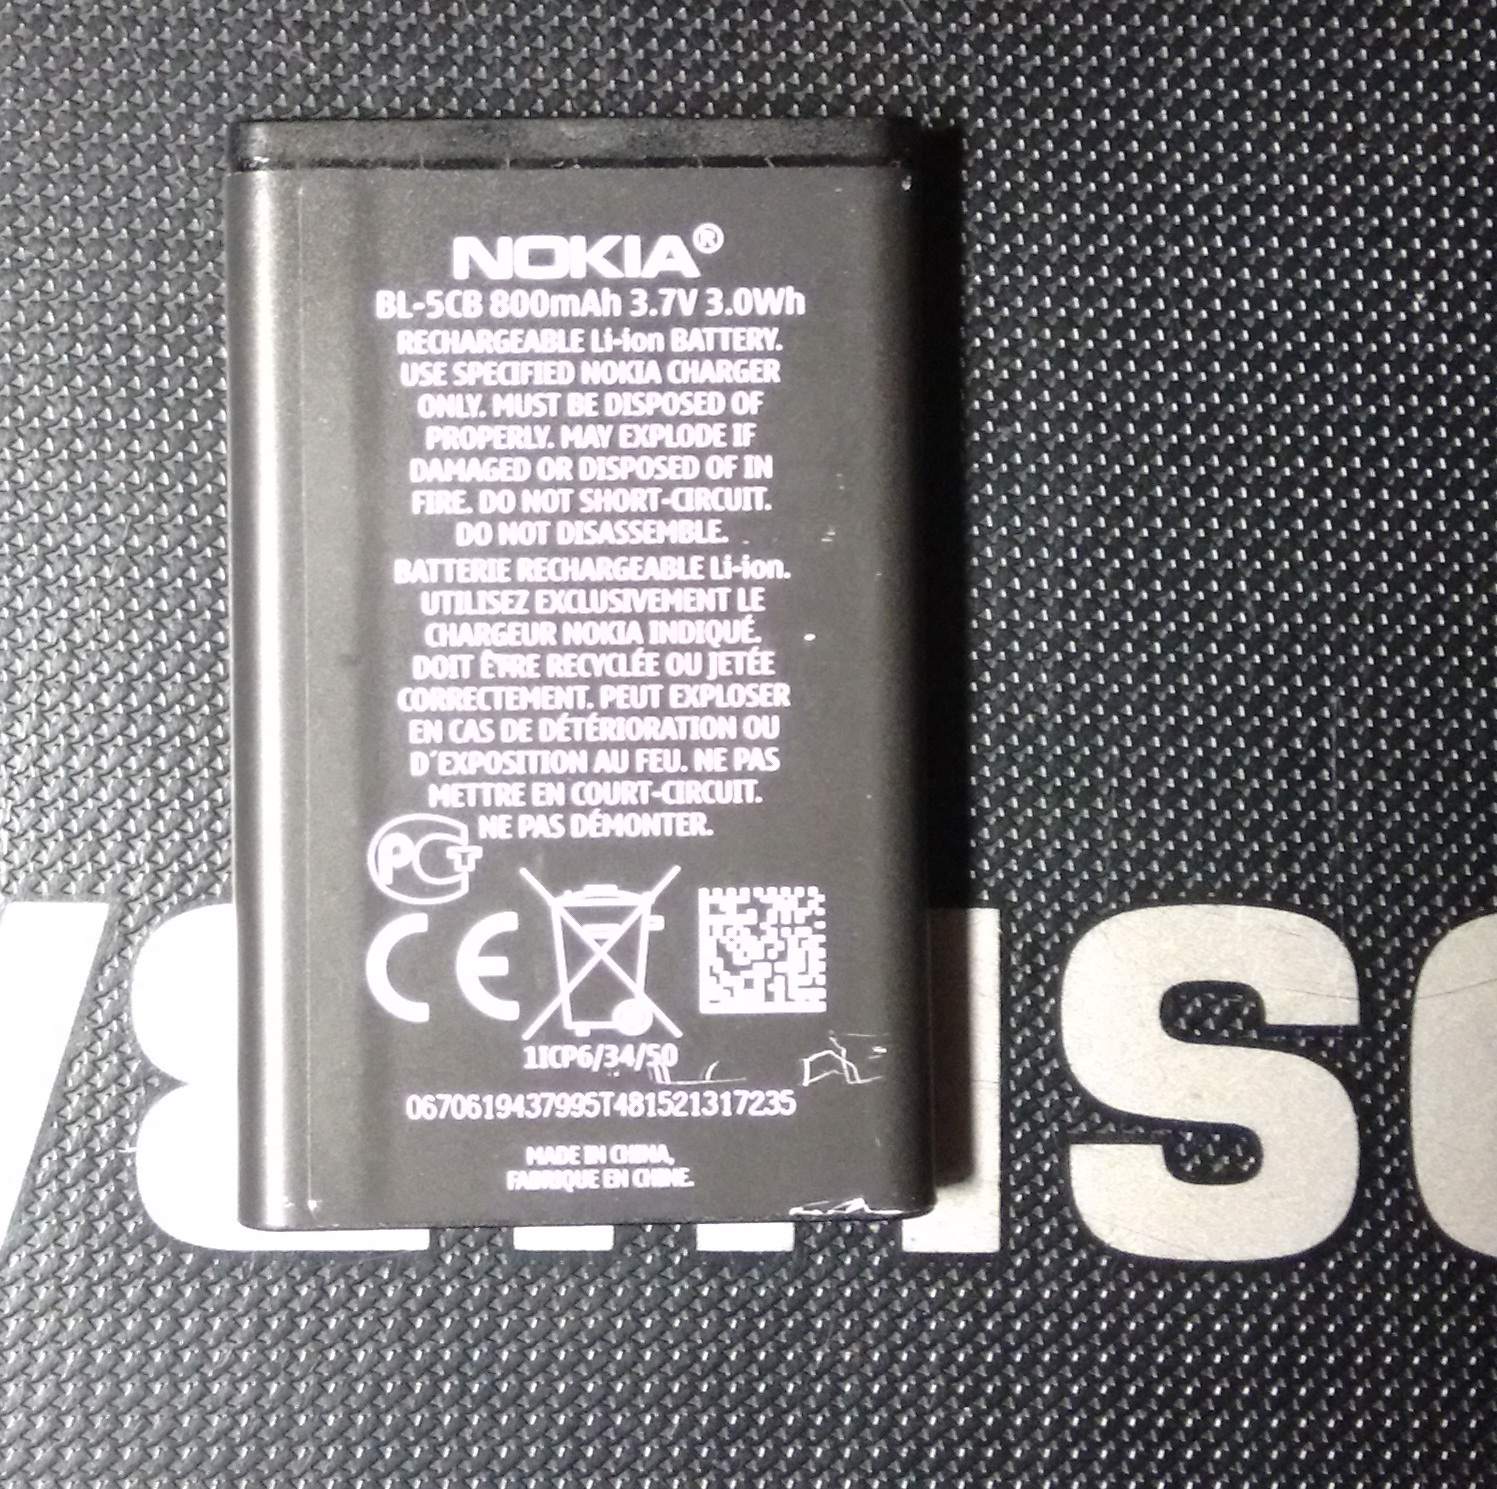 NOKIA®
BL-5CB 800mAh 3.7V 3.0Wh
RECHARGEABLE Li-ion BATTERY.
USE SPECIFIED NOKIA CHARGER
ONLY. MUST BE DISPOSED OF
PROPERLY. MAY EXPLODE IF
DAMAGED OR DISPOSED OF IN
FIRE. DO NOT SHORT-CIRCUIT.
DO NOT DISASSEMBLE.
BATTERIE RECHARGEABLE Li-ion.
UTILISEZ EXCLUSIVEMENT LE
CHARGEUR NOKIA INDIQUÉ.
DOIT ÊTRE RECYCLÉE OU JETÉE
CORRECTEMENT. PEUT EXPLOSER
EN CAS DE DÉTÉRIORATION OU
D´EXPOSITION AU FEU. NE PAS
METTRE EN COURT-CIRCUIT.
NE PAS DÉMONTER.
РСТ
CE
1ICP6/34/50
0670619437995T481521317235
MADE IN CHINA,
FABRIQUE EN CHINE.